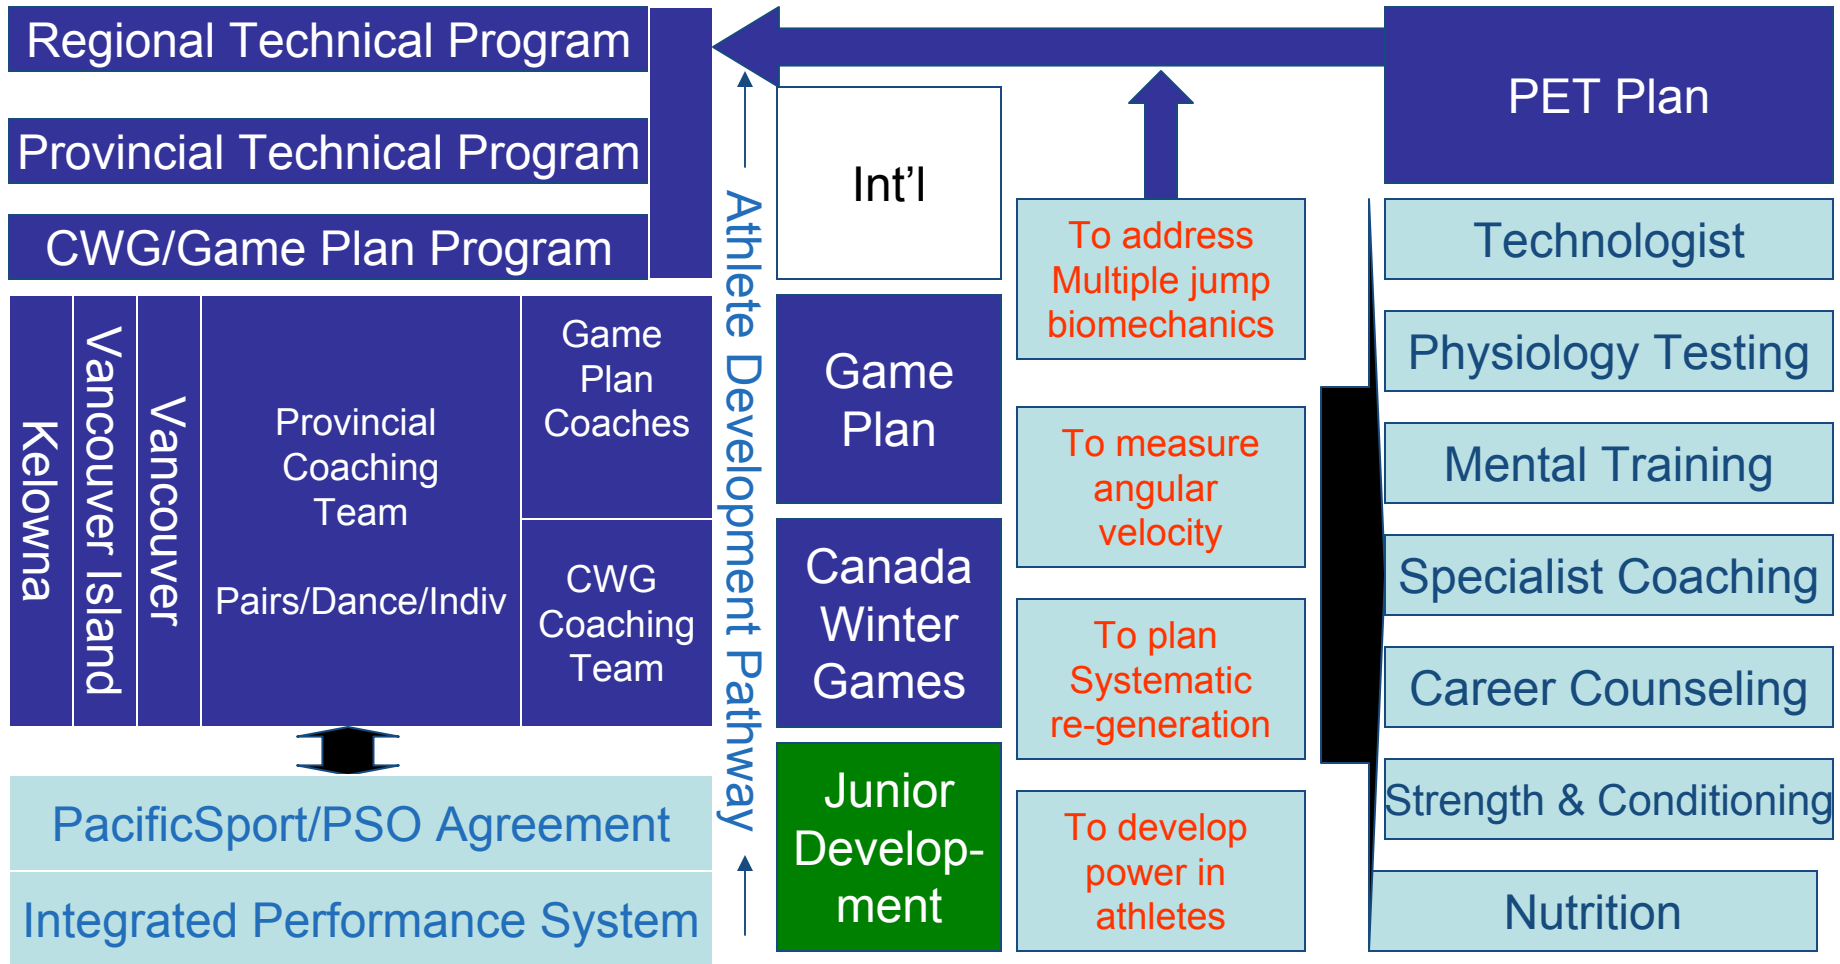 Regional Technical Program
Provincial Technical Program
CWG/Game Plan Program
Kelowna
Vancouver Island
Vancouver
Provincial
Coaching
Team
Pairs/Dance/Indiv
Game
Plan
Coaches
CWG
Coaching
Team
PacificSport/PSO Agreement
Integrated Performance System
Athlete Development Pathway
Int'l
Game
Plan
Canada
Winter
Games
Junior
Develop-
ment
To address
Multiple jump
biomechanics
To measure
angular
velocity
To plan
Systematic
re-generation
To develop
power in
athletes
PET Plan
Technologist
Physiology Testing
Mental Training
Specialist Coaching
Career Counseling
Strength & Conditioning
Nutrition